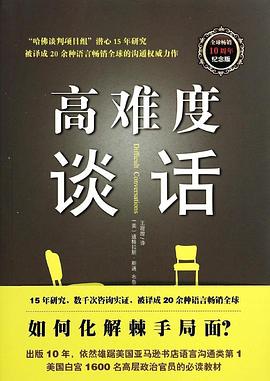 “哈佛谈判项目组”潜心15年研究
被译成20余种语言畅销全球的沟通权威力作
全球畅销
10周年
纪念版
高难度
Difficult Conversations
谈话
15年研究,数千次咨询实证,被译成20余种语言畅销全球
如何化解棘手局面?
出版10年,依然雄踞美国亚马逊书店语言沟通类第1
美国白宫1600名高层政治官员的必读教材